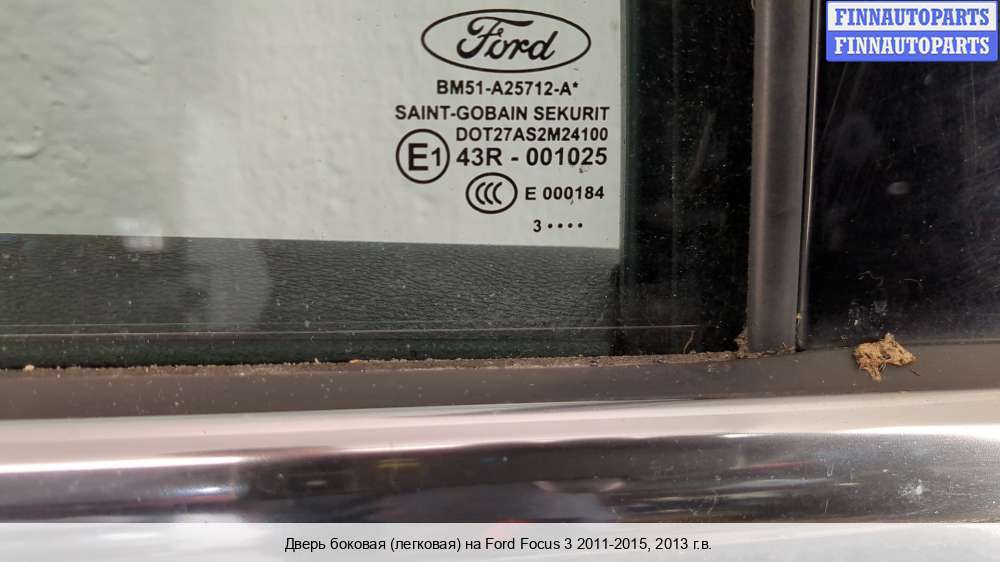 FINNAUTOPARTS
FINNAUTOPARTS
Ford
BM51-A25712-A*
SAINT-GOBAIN SEKURIT
DOT27AS2M24100
E1 43R - 001025
CCC E 000184
3 ••••
Дверь боковая (легковая) на Ford Focus 3 2011-2015, 2013 г.в.